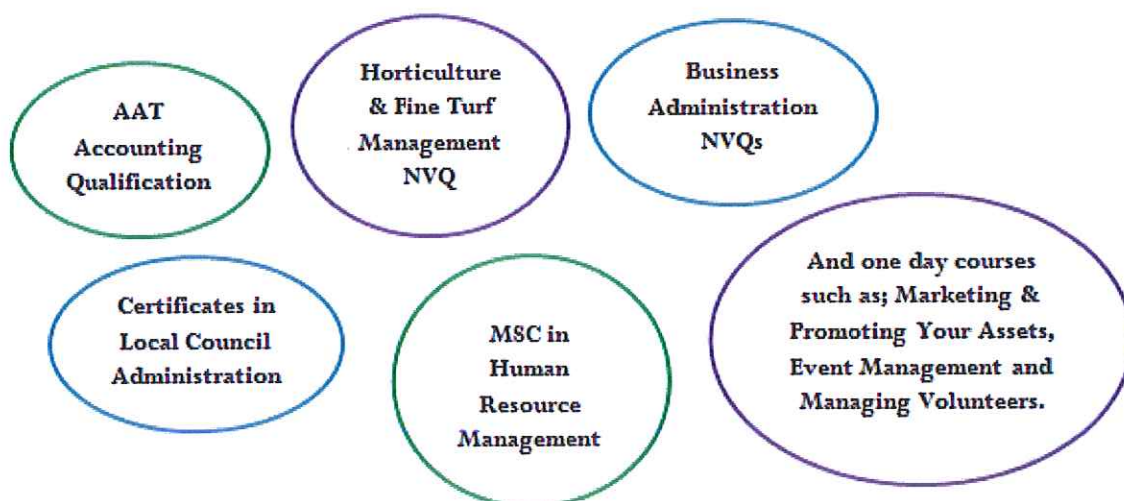 AAT
Accounting
Qualification
Horticulture
& Fine Turf
Management
NVQ
Business
Administration
NVQs
Certificates in
Local Council
Administration
MSC in
Human
Resource
Management
And one day courses
such as; Marketing &
Promoting Your Assets,
Event Management and
Managing Volunteers.